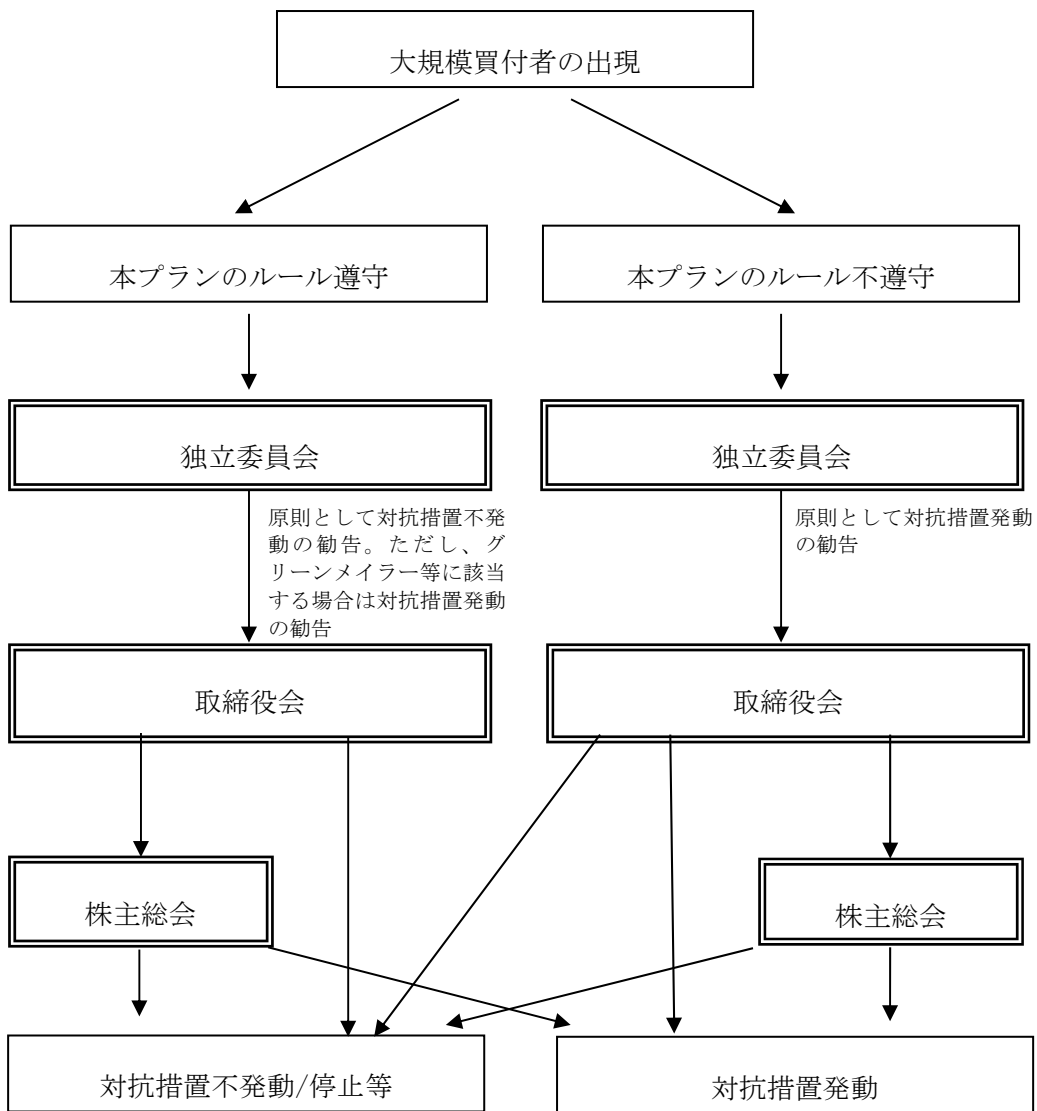 大規模買付者の出現
本プランのルール遵守
本プランのルール不遵守
独立委員会
独立委員会
原則として対抗措置不発
動の勧告。ただし、グ
リーンメイラー等に該当
する場合は対抗措置発動
の勧告
原則として対抗措置発動
の勧告
取締役会
取締役会
株主総会
株主総会
対抗措置不発動/停止等
対抗措置発動